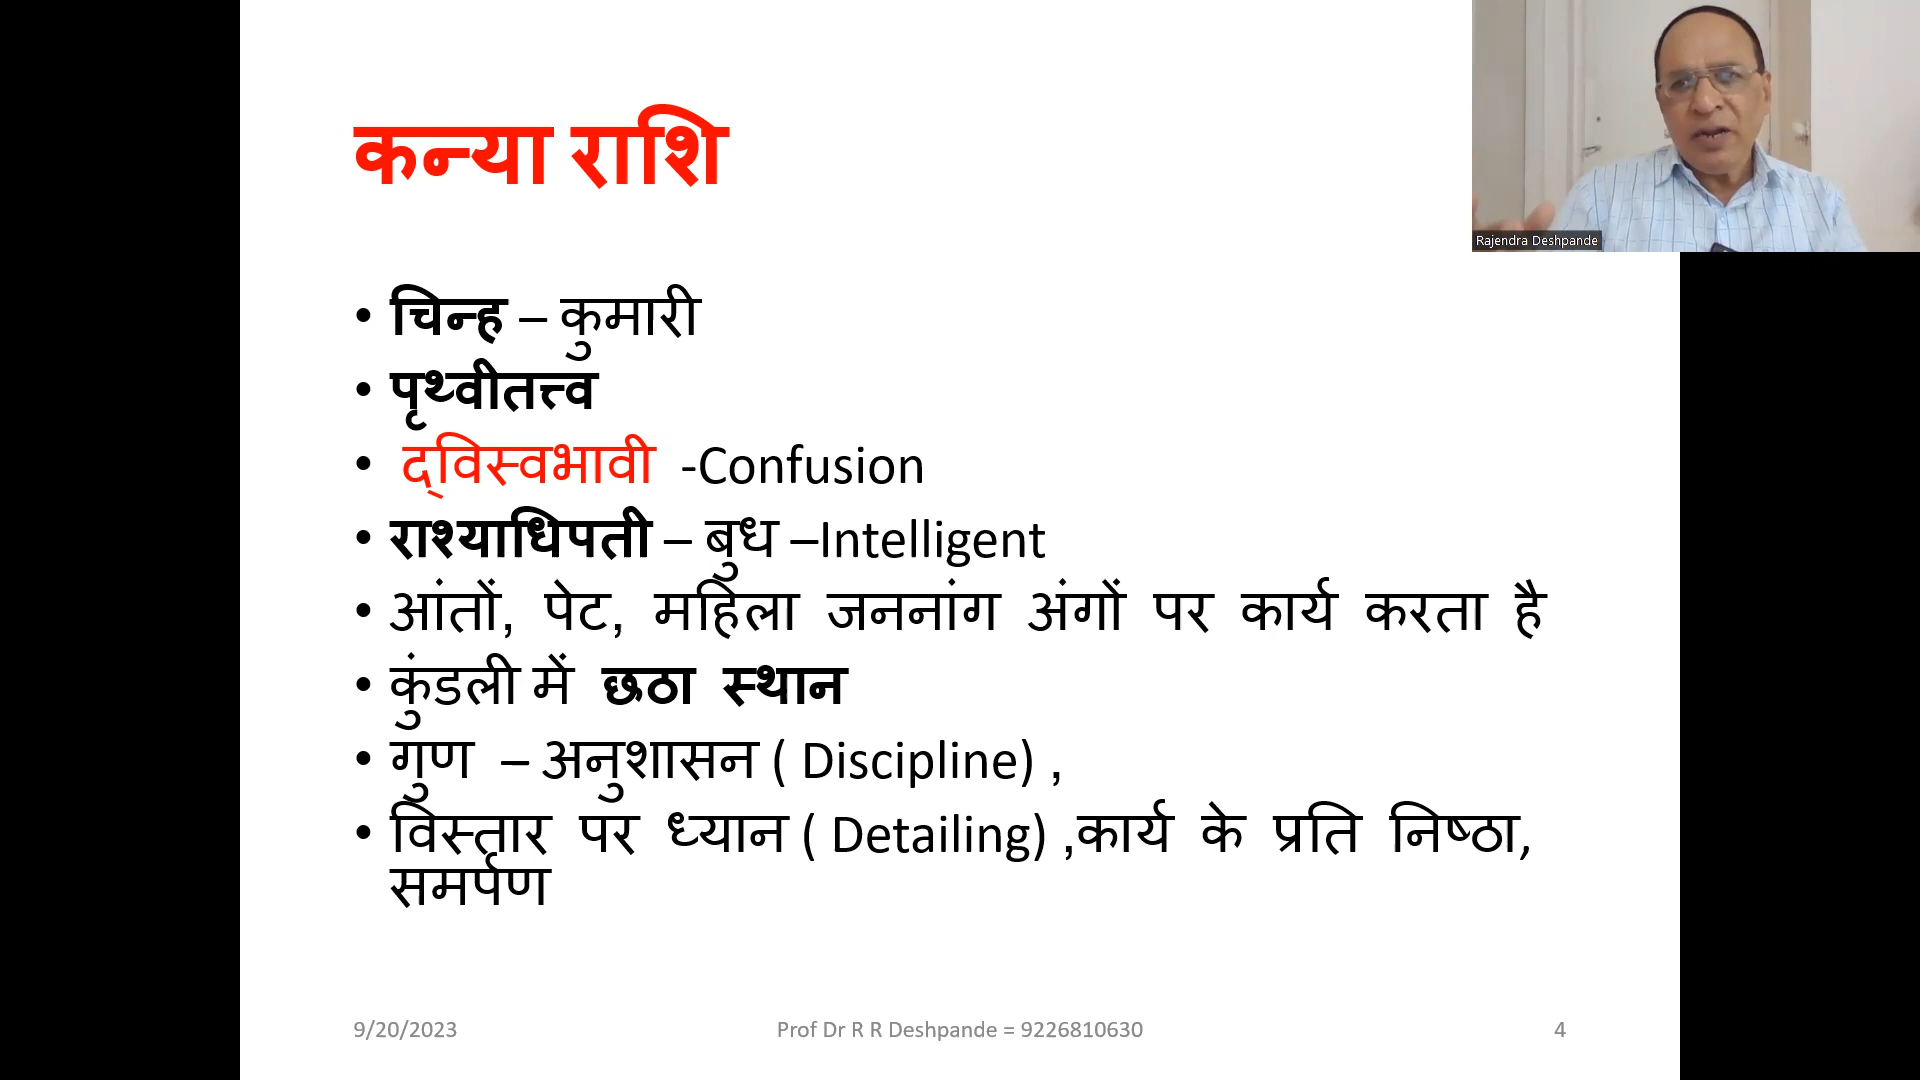 कन्या राशि
Rajendra Deshpande
• चिन्ह – कुमारी
• पृथ्वीतत्त्व
• द्‌विस्वभावी -Confusion
• राश्याधिपती – बुध –Intelligent
• आंतों, पेट, महिला जननांग अंगों पर कार्य करता है
• कुंडली में छठा स्थान
• गुण – अनुशासन ( Discipline) ,
• विस्तार पर ध्यान ( Detailing) ,कार्य के प्रति निष्ठा,
समर्पण
9/20/2023
Prof Dr R R Deshpande = 9226810630
4